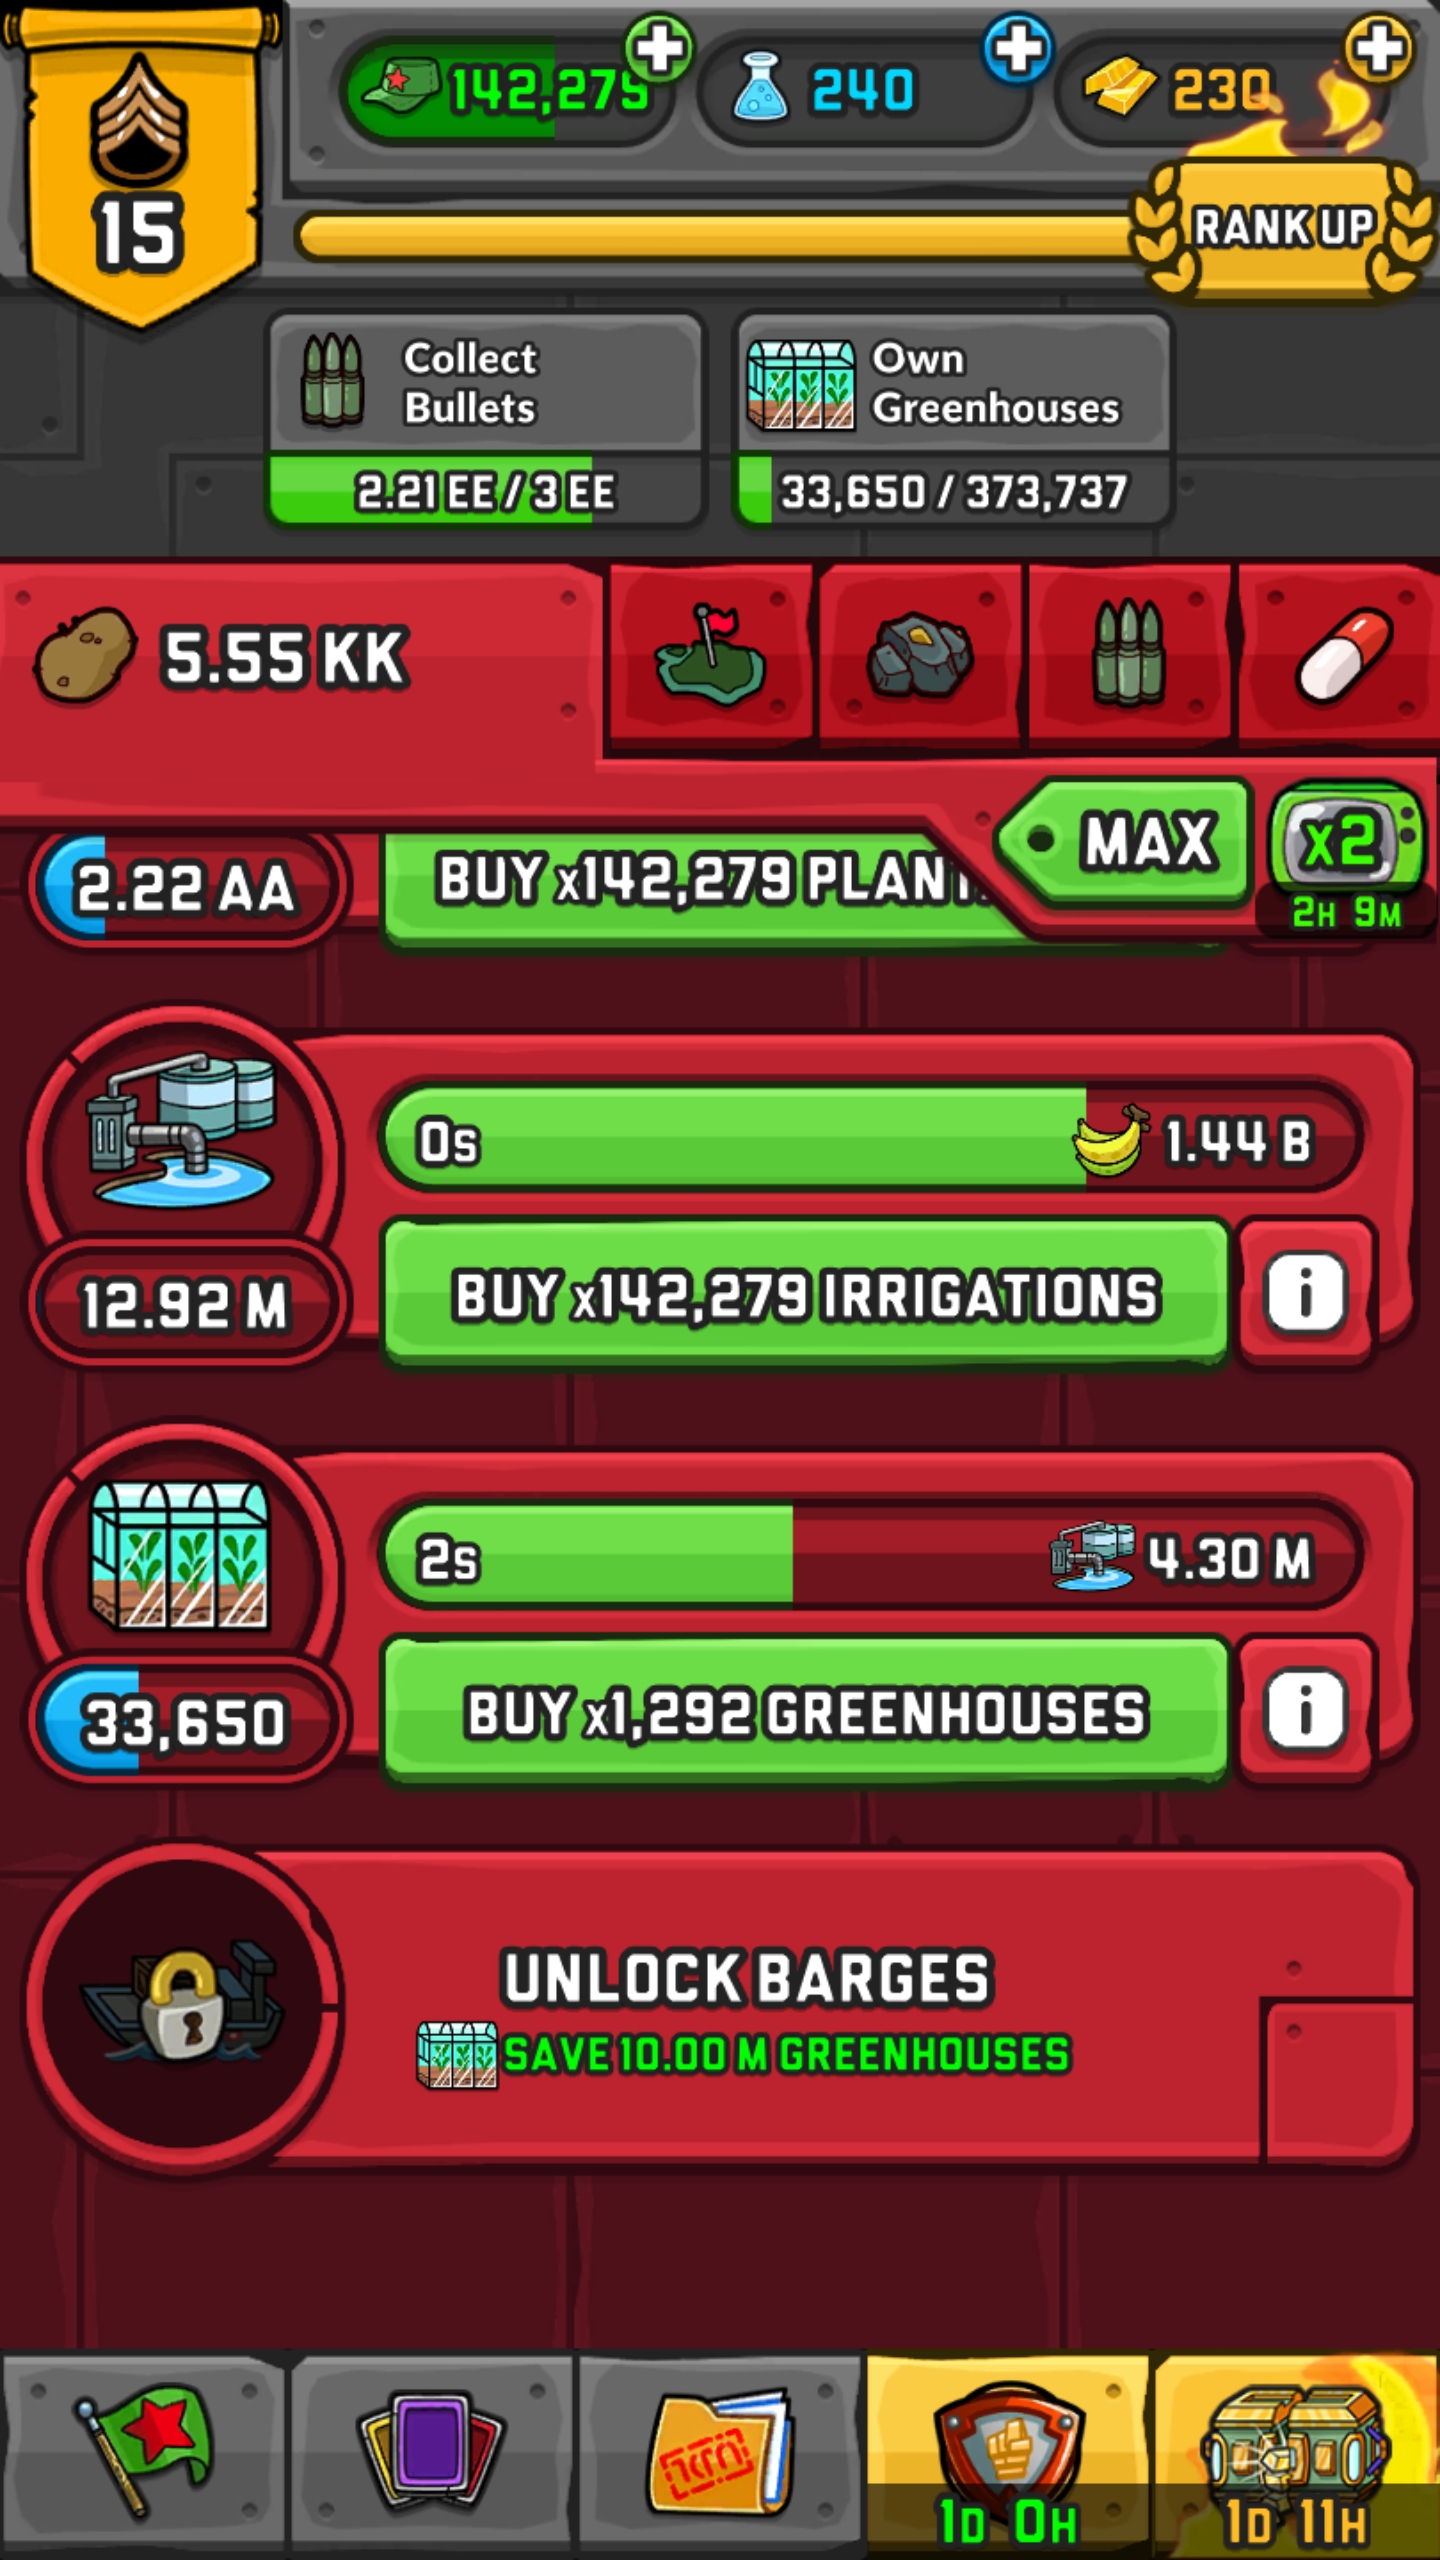 142,279
240
230
15
RANK UP
Collect
Bullets
Own
Greenhouses
2.21 EE / 3 EE
33,650 / 373,737
5.55 KK
MAX
x2
2H 9M
2.22 AA
BUY x142,279
0s
1.44 B
12.92 M
BUY x142,279 IRRIGATIONS
i
2s
4.30 M
33,650
BUY x1,292 GREENHOUSES
i
UNLOCK BARGES
SAVE 10.00 M GREENHOUSES
1D 0H
1D 11H